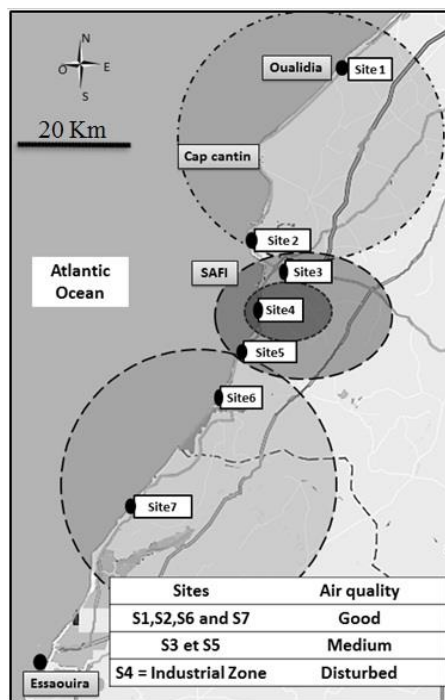 N
O E
S
20 Km
Oualidia
Site 1
Cap cantin
Site 2
SAFI
Site3
Atlantic
Ocean
Site4
Site5
Site6
Site7
Sites Air quality
S1,S2,S6 and S7 Good
S3 et S5 Medium
S4 = Industrial Zone Disturbed
Essaouira